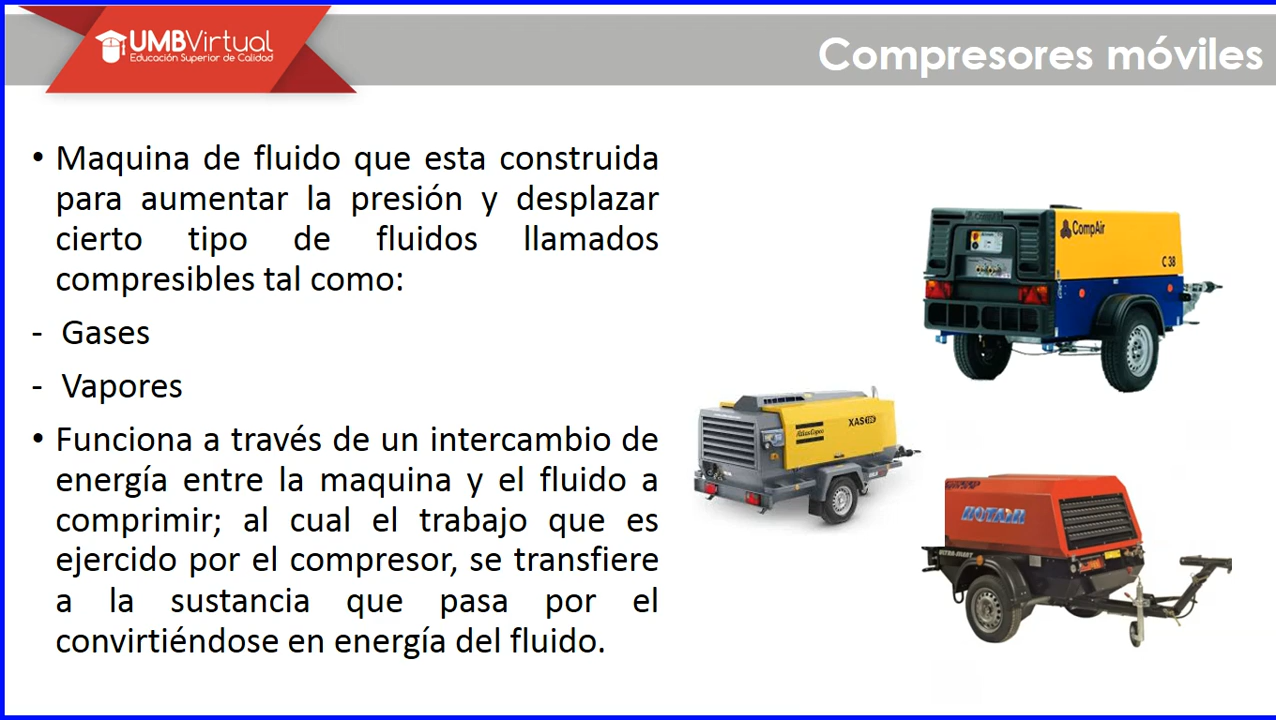 UMBVirtual
Educación Superior de Calidad
Compresores móviles
• Maquina de fluido que esta construida
para aumentar la presión y desplazar
cierto tipo de fluidos llamados
compresibles tal como:
- Gases
- Vapores
• Funciona a través de un intercambio de
energía entre la maquina y el fluido a
comprimir; al cual el trabajo que es
ejercido por el compresor, se transfiere
a la sustancia que pasa por el
convirtiéndose en energía del fluido.
CompAir
C 38
Atlas Copco
XAS
ROTAIR